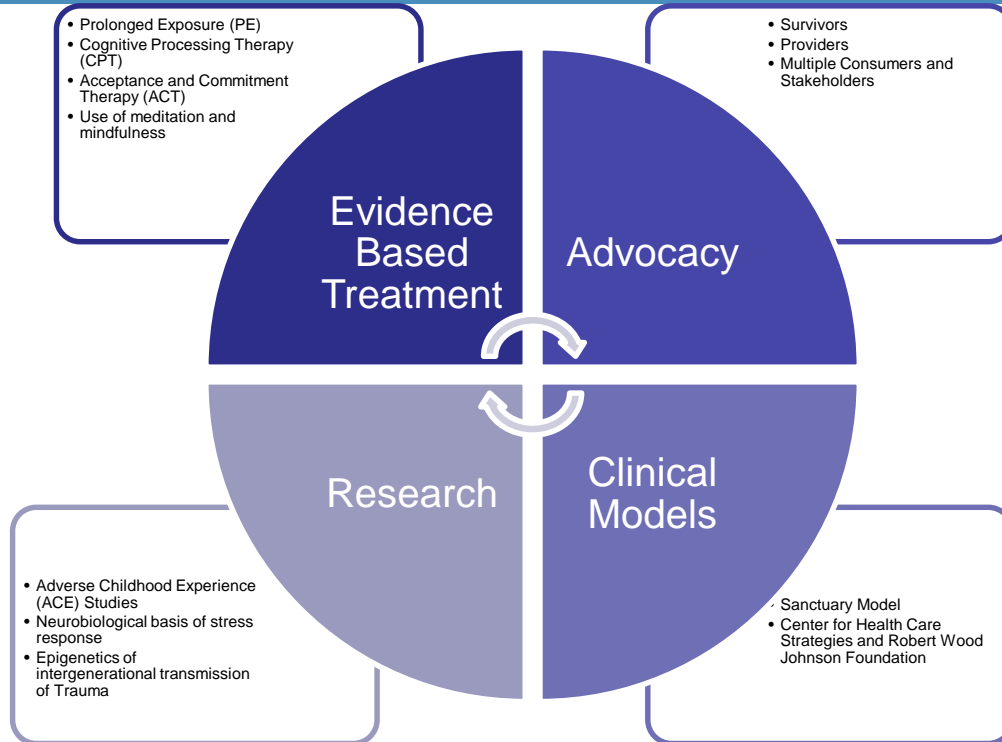 • Prolonged Exposure (PE)
• Cognitive Processing Therapy
(CPT)
• Acceptance and Commitment
Therapy (ACT)
• Use of meditation and
mindfulness
• Survivors
• Providers
• Multiple Consumers and
Stakeholders
Evidence
Based
Treatment
Advocacy
Research
Clinical
Models
• Adverse Childhood Experience
(ACE) Studies
• Neurobiological basis of stress
response
• Epigenetics of
intergenerational transmission
of Trauma
• Sanctuary Model
• Center for Health Care
Strategies and Robert Wood
Johnson Foundation